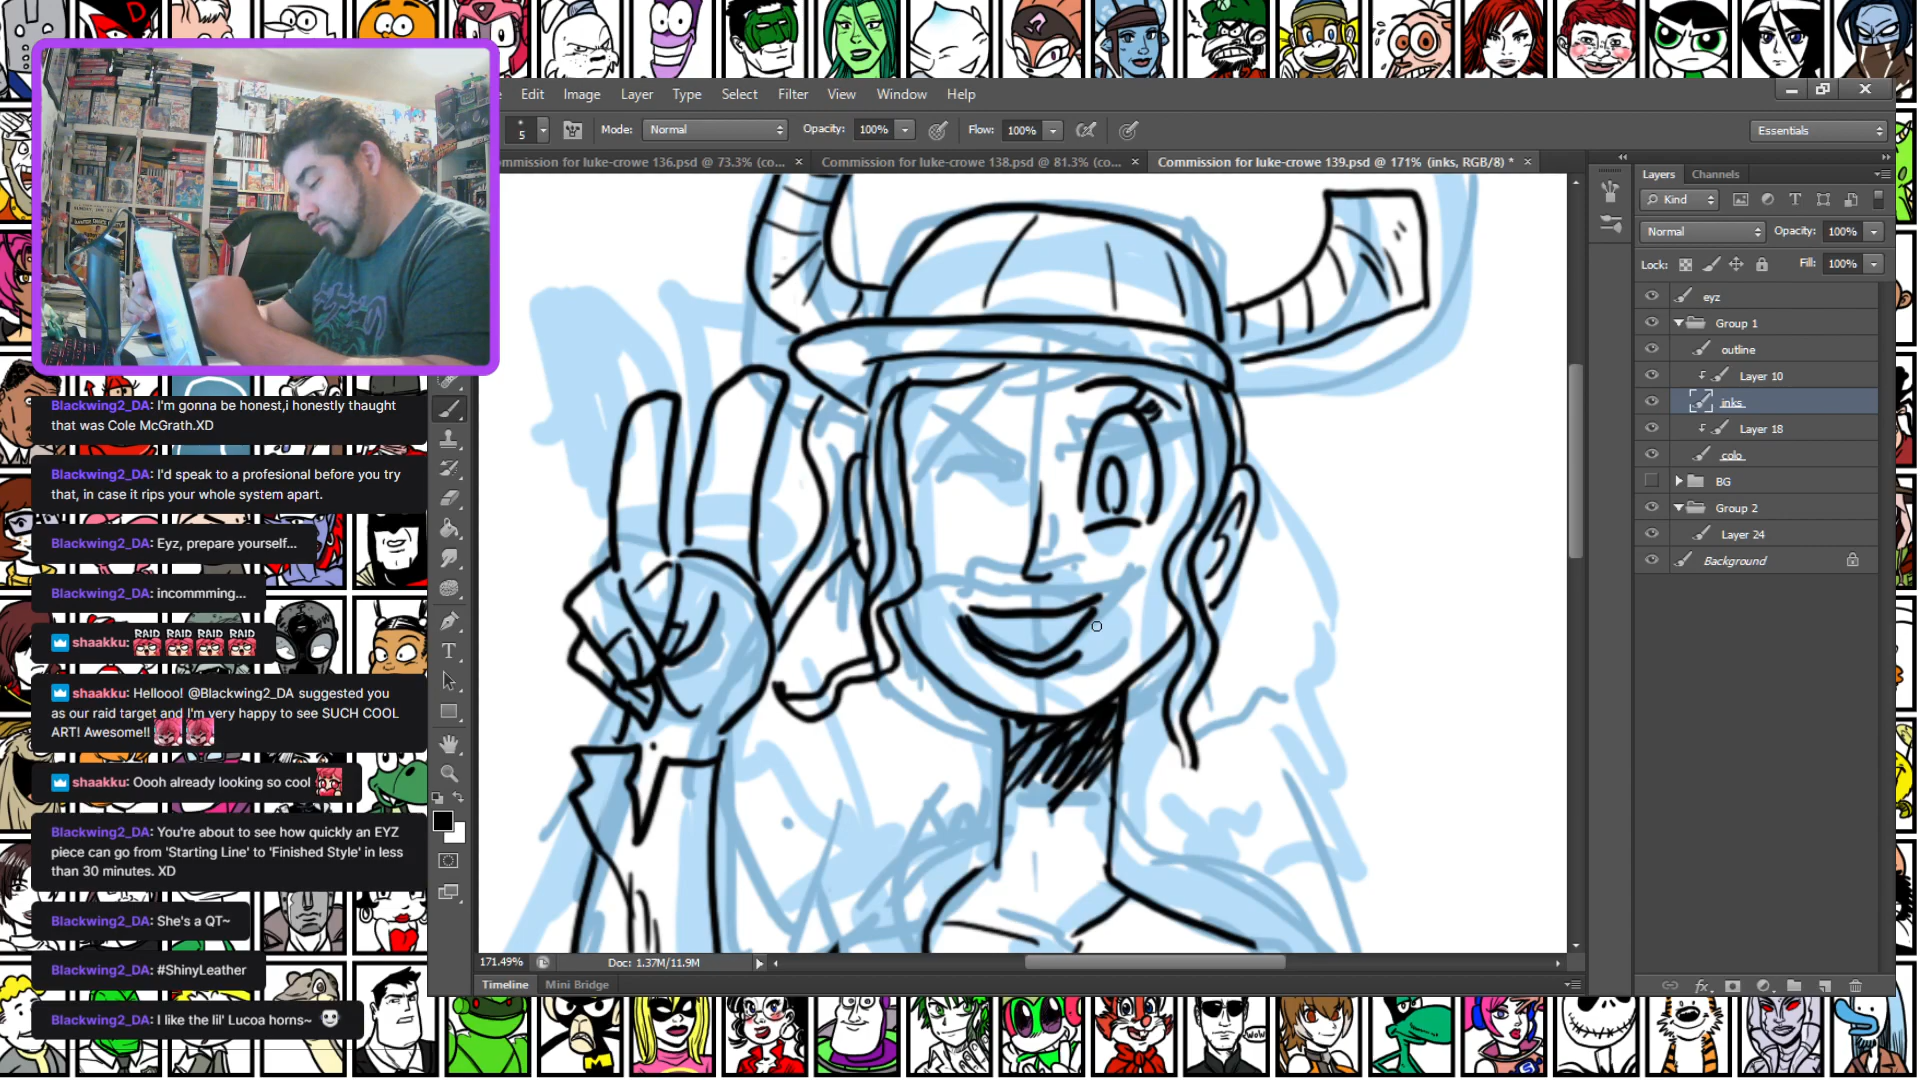 Edit Image Layer Type Select Filter View Window Help
5 Mode: Normal Opacity: 100% Flow: 100% Essentials
ommission for luke-crowe 136.psd @ 73.3% (co... × Commission for luke-crowe 138.psd @ 81.3% (co... × Commission for luke-crowe 139.psd @ 171% (inks, RGB/8) * ×
Layers Channels
Kind
Normal Opacity: 100%
Lock: Fill: 100%
eyz
Group 1
outline
Layer 10
inks
Layer 18
colo
BG
Group 2
Layer 24
Background
Blackwing2_DA: I'm gonna be honest,i honestly thaught
that was Cole McGrath.XD
Blackwing2_DA: I'd speak to a profesional before you try
that, in case it rips your whole system apart.
Blackwing2_DA: Eyz, prepare yourself...
Blackwing2_DA: incommming...
shaakku: RAID RAID RAID RAID
shaakku: Hellooo! @Blackwing2_DA suggested you
as our raid target and I'm very happy to see SUCH COOL
ART! Awesome!!
shaakku: Oooh already looking so cool
Blackwing2_DA: You're about to see how quickly an EYZ
piece can go from 'Starting Line' to 'Finished Style' in less
than 30 minutes. XD
Blackwing2_DA: She's a QT~
Blackwing2_DA: #ShinyLeather
Blackwing2_DA: I like the lil' Lucoa horns~
171.49% Doc: 1.37M/11.9M
Timeline Mini Bridge
WOW